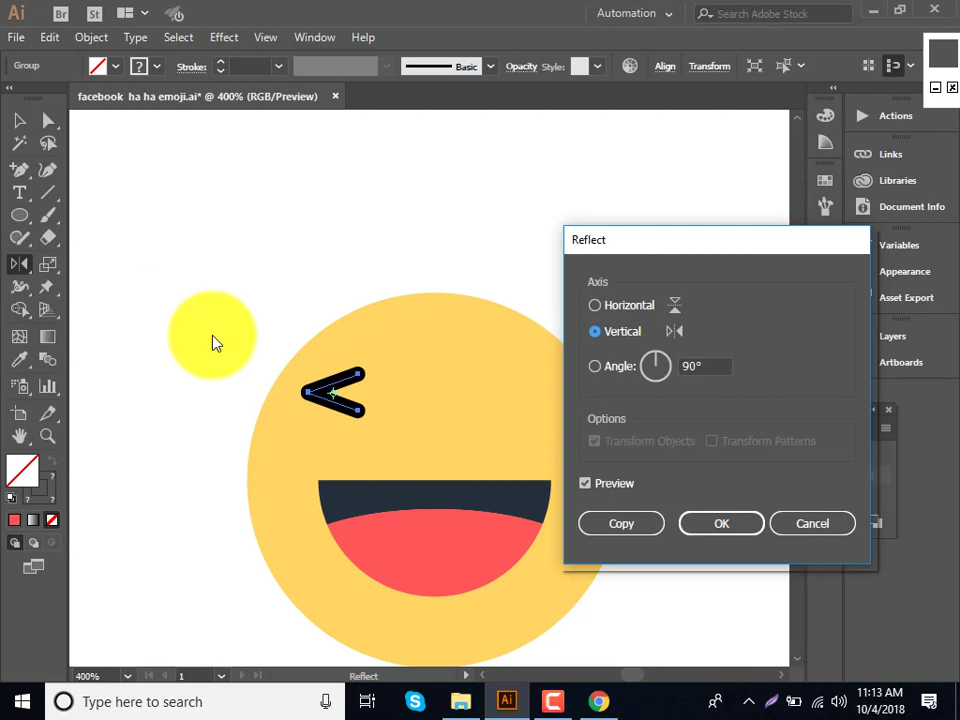 Ai Br St Automation Search Adobe Stock
File Edit Object Type Select Effect View Window Help
Group ? Stroke: Basic Opacity Style: Align Transform
facebook ha ha emoji.ai* @ 400% (RGB/Preview) ×
Actions
Links
Libraries
Document Info
Variables
Appearance
Asset Export
Layers
Artboards
Reflect
Axis
Horizontal
Vertical
Angle: 90°
Options
Transform Objects Transform Patterns
Preview
Copy OK Cancel
T
?
? ?
400% 1 Reflect
Type here to search
11:13 AM
10/4/2018